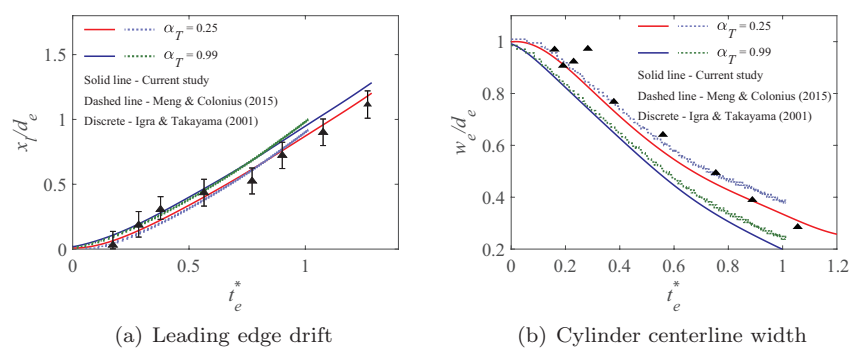 α_T = 0.25
α_T = 0.99
Solid line - Current study
Dashed line - Meng & Colonius (2015)
Discrete - Igra & Takayama (2001)
x_l/d_e
1.5
1
0.5
0
0
0.5
1
t_e^*
(a) Leading edge drift
α_T = 0.25
α_T = 0.99
Solid line - Current study
Dashed line - Meng & Colonius (2015)
Discrete - Igra & Takayama (2001)
w_e/d_e
1
0.8
0.6
0.4
0.2
0
0.2
0.4
0.6
0.8
1
1.2
t_e^*
(b) Cylinder centerline width